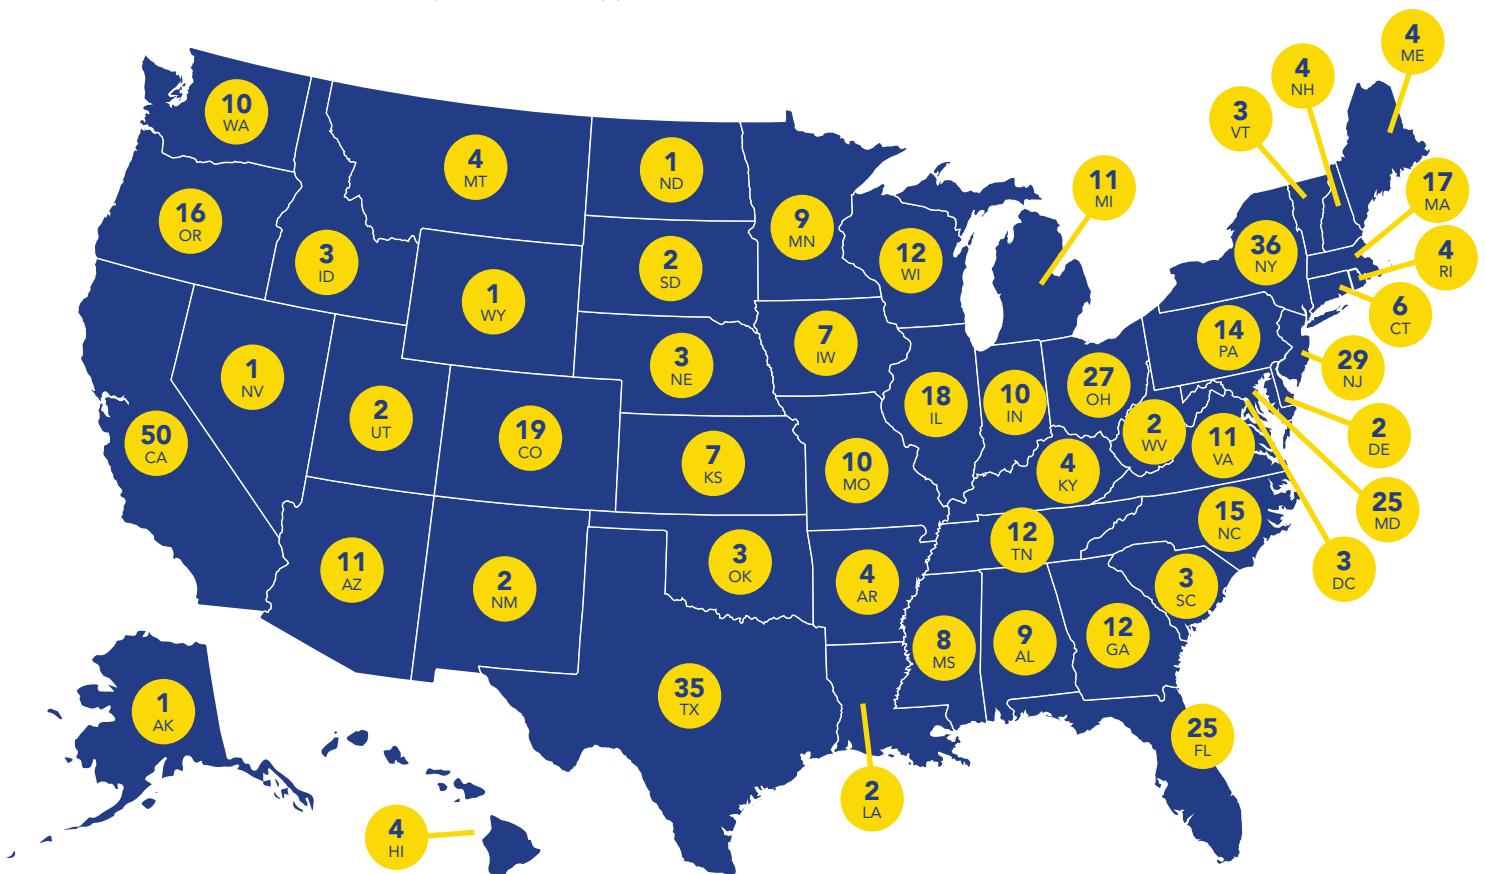 4
ME
4
NH
3
VT
10
WA
4
MT
1
ND
11
MI
17
MA
16
OR
9
MN
36
NY
4
RI
3
ID
2
SD
12
WI
1
WY
6
CT
7
IW
14
PA
29
NJ
1
NV
3
NE
27
OH
18
IL
10
IN
2
UT
50
CA
19
CO
2
WV
11
VA
2
DE
7
KS
10
MO
4
KY
25
MD
15
NC
12
TN
3
DC
11
AZ
3
OK
2
NM
4
AR
3
SC
8
MS
9
AL
12
GA
35
TX
1
AK
25
FL
2
LA
4
HI